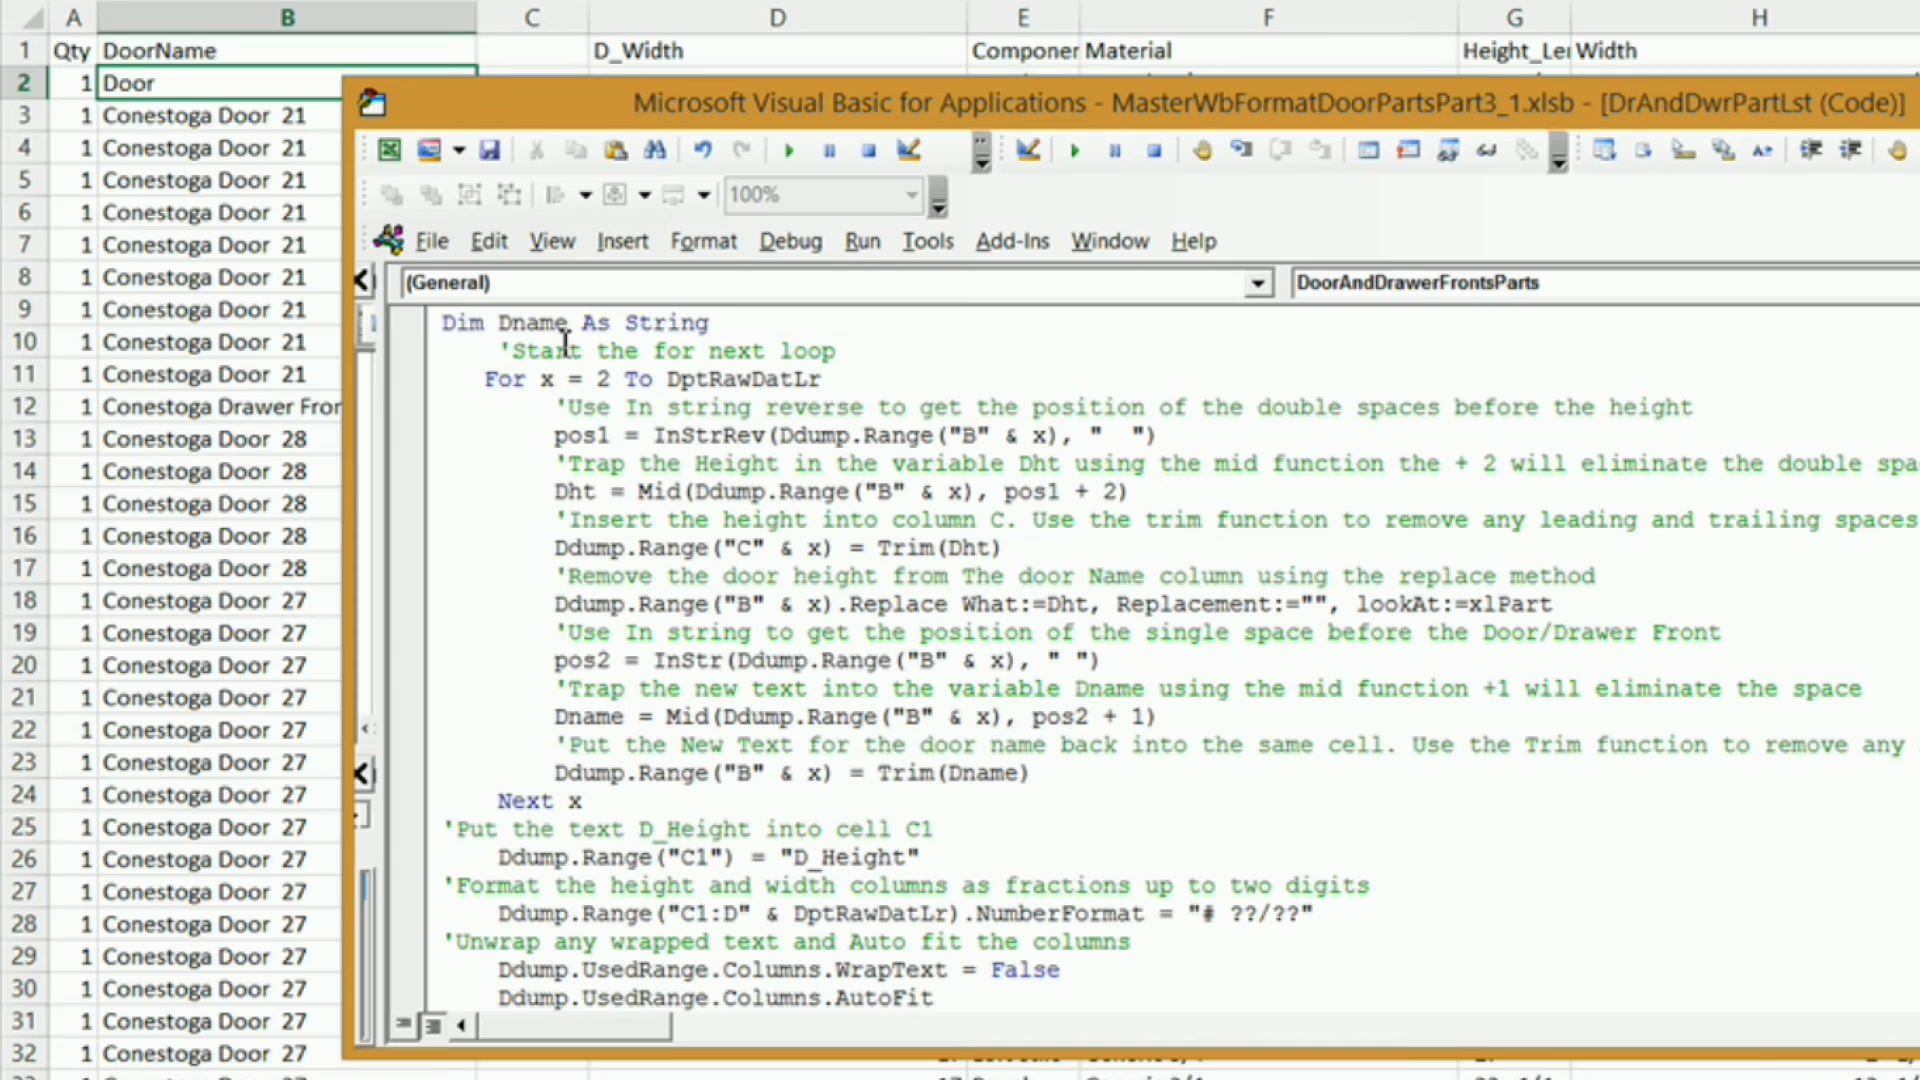 A B C D E F G H
1 Qty DoorName D_Width Componer Material Height_Lei Width
2 1 Door
Microsoft Visual Basic for Applications - MasterWbFormatDoorPartsPart3_1.xlsb - [DrAndDwrPartLst (Code)]
3 1 Conestoga Door 21
4 1 Conestoga Door 21
5 1 Conestoga Door 21
6 1 Conestoga Door 21
100%
7 1 Conestoga Door 21
File Edit View Insert Format Debug Run Tools Add-Ins Window Help
8 1 Conestoga Door 21
(General) DoorAndDrawerFrontsParts
9 1 Conestoga Door 21
10 1 Conestoga Door 21
11 1 Conestoga Door 21
12 1 Conestoga Drawer Fror
13 1 Conestoga Door 28
14 1 Conestoga Door 28
15 1 Conestoga Door 28
16 1 Conestoga Door 28
17 1 Conestoga Door 28
18 1 Conestoga Door 27
19 1 Conestoga Door 27
20 1 Conestoga Door 27
21 1 Conestoga Door 27
22 1 Conestoga Door 27
23 1 Conestoga Door 27
24 1 Conestoga Door 27
25 1 Conestoga Door 27
26 1 Conestoga Door 27
27 1 Conestoga Door 27
28 1 Conestoga Door 27
29 1 Conestoga Door 27
30 1 Conestoga Door 27
31 1 Conestoga Door 27
32 1 Conestoga Door 27
Dim Dname As String
'Start the for next loop
For x = 2 To DptRawDatLr
'Use In string reverse to get the position of the double spaces before the height
pos1 = InStrRev(Ddump.Range("B" & x), "  ")
'Trap the Height in the variable Dht using the mid function the + 2 will eliminate the double spa
Dht = Mid(Ddump.Range("B" & x), pos1 + 2)
'Insert the height into column C. Use the trim function to remove any leading and trailing spaces
Ddump.Range("C" & x) = Trim(Dht)
'Remove the door height from The door Name column using the replace method
Ddump.Range("B" & x).Replace What:=Dht, Replacement:="", lookAt:=xlPart
'Use In string to get the position of the single space before the Door/Drawer Front
pos2 = InStr(Ddump.Range("B" & x), " ")
'Trap the new text into the variable Dname using the mid function +1 will eliminate the space
Dname = Mid(Ddump.Range("B" & x), pos2 + 1)
'Put the New Text for the door name back into the same cell. Use the Trim function to remove any
Ddump.Range("B" & x) = Trim(Dname)
Next x
'Put the text D_Height into cell C1
Ddump.Range("C1") = "D_Height"
'Format the height and width columns as fractions up to two digits
Ddump.Range("C1:D" & DptRawDatLr).NumberFormat = "# ??/??"
'Unwrap any wrapped text and Auto fit the columns
Ddump.UsedRange.Columns.WrapText = False
Ddump.UsedRange.Columns.AutoFit